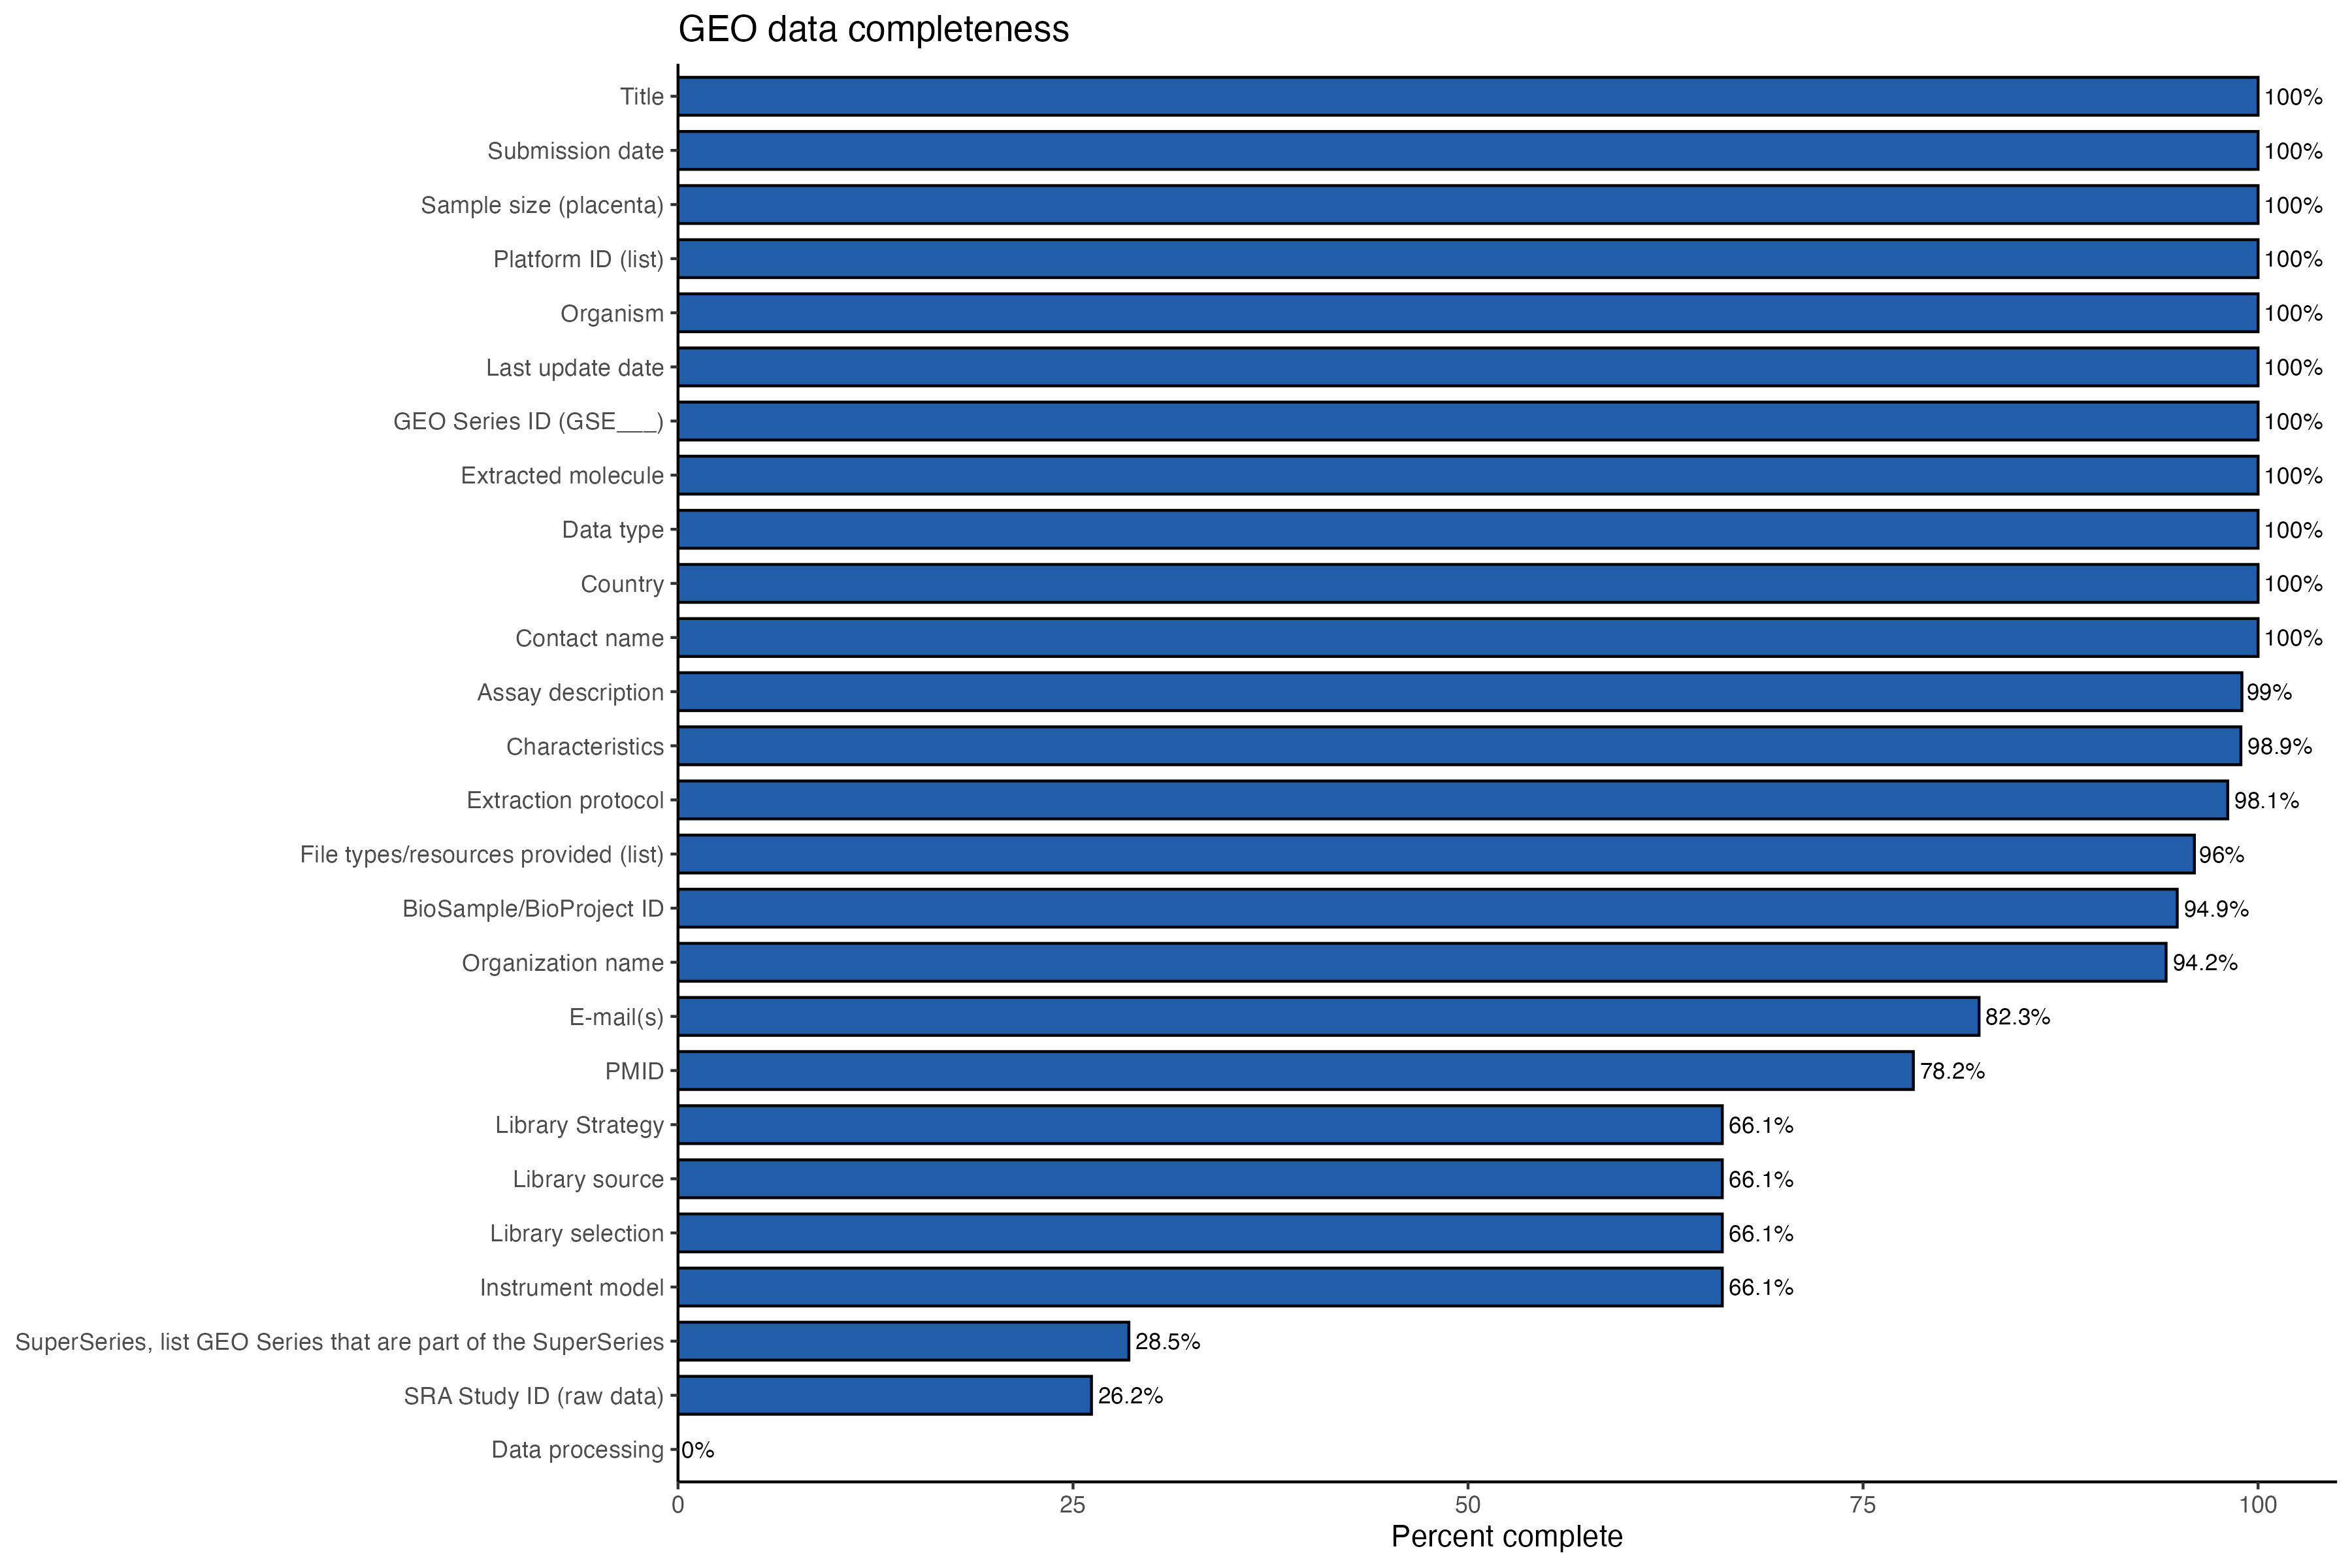 GEO data completeness
Title 100%
Submission date 100%
Sample size (placenta) 100%
Platform ID (list) 100%
Organism 100%
Last update date 100%
GEO Series ID (GSE___) 100%
Extracted molecule 100%
Data type 100%
Country 100%
Contact name 100%
Assay description 99%
Characteristics 98.9%
Extraction protocol 98.1%
File types/resources provided (list) 96%
BioSample/BioProject ID 94.9%
Organization name 94.2%
E-mail(s) 82.3%
PMID 78.2%
Library Strategy 66.1%
Library source 66.1%
Library selection 66.1%
Instrument model 66.1%
SuperSeries, list GEO Series that are part of the SuperSeries 28.5%
SRA Study ID (raw data) 26.2%
Data processing 0%
0 25 50 75 100
Percent complete